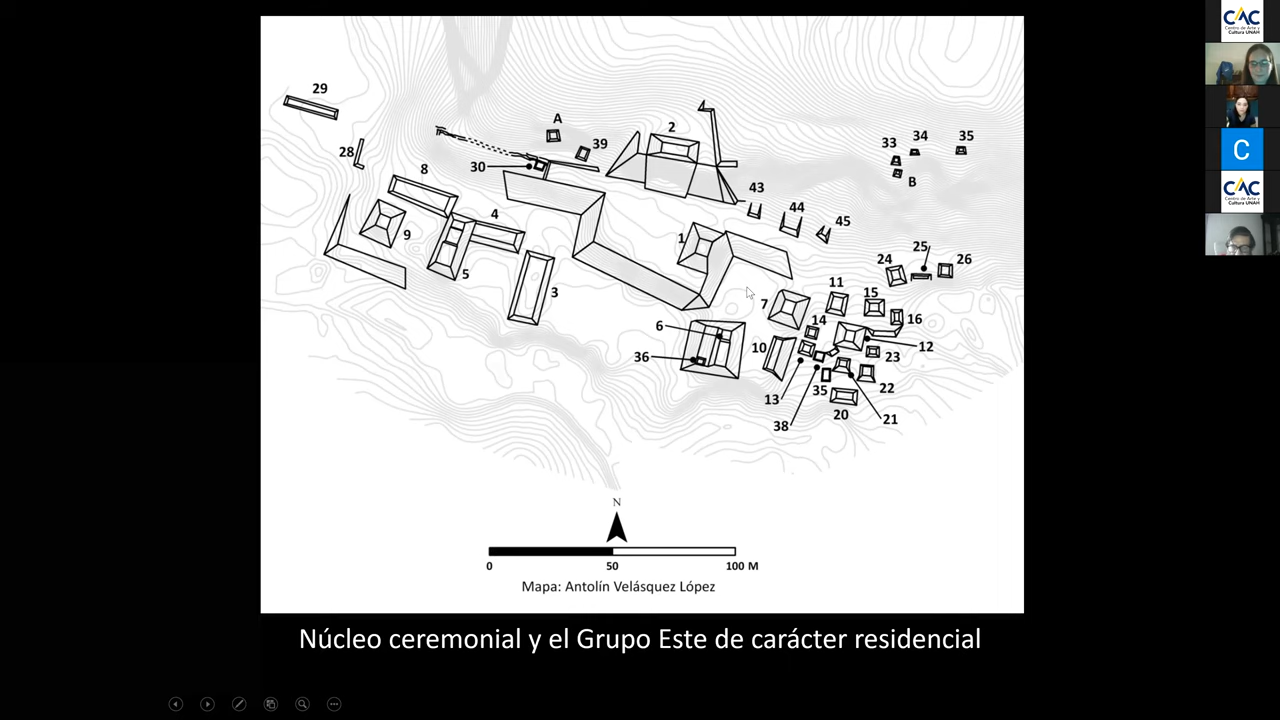 29
A
2
39
34
35
33
28
30
B
8
43
44
45
4
9
1
25
24
26
5
3
11
15
7
14
16
6
10
12
36
23
22
13
35
20
21
38
N
0 50 100 M
Mapa: Antolín Velásquez López
Núcleo ceremonial y el Grupo Este de carácter residencial
CAC
Centro de Arte y
Cultura UNAH
C
CAC
Centro de Arte y
Cultura UNAH